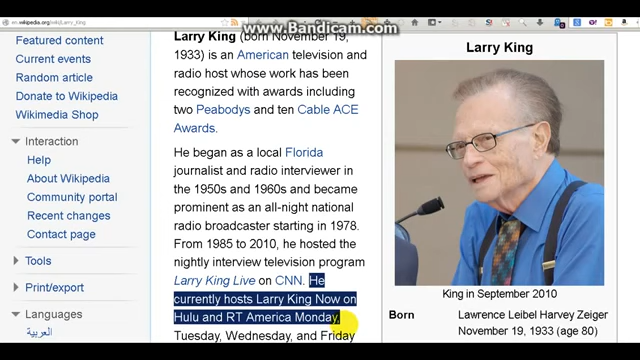 www.Bandicam.com
en.wikipedia.org/wiki/Larry_King
Featured content
Current events
Random article
Donate to Wikipedia
Wikimedia Shop
Interaction
Help
About Wikipedia
Community portal
Recent changes
Contact page
Tools
Print/export
Languages
العربية
Larry King (born November 19,
1933) is an American television and
radio host whose work has been
recognized with awards including
two Peabodys and ten Cable ACE
Awards.
He began as a local Florida
journalist and radio interviewer in
the 1950s and 1960s and became
prominent as an all-night national
radio broadcaster starting in 1978.
From 1985 to 2010, he hosted the
nightly interview television program
Larry King Live on CNN. He
currently hosts Larry King Now on
Hulu and RT America Monday,
Tuesday, Wednesday, and Friday
Larry King
King in September 2010
Born
Lawrence Leibel Harvey Zeiger
November 19, 1933 (age 80)